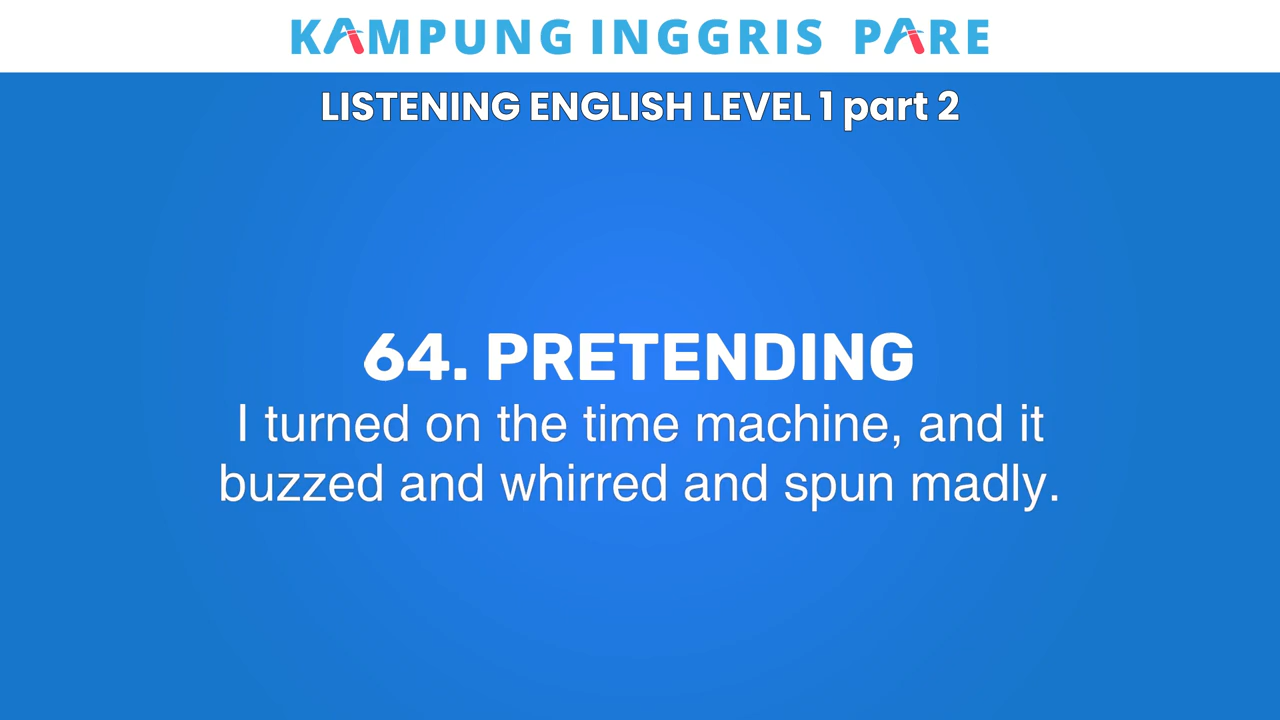 KAMPUNG INGGRIS PARE
LISTENING ENGLISH LEVEL 1 part 2
64. PRETENDING
I turned on the time machine, and it
buzzed and whirred and spun madly.